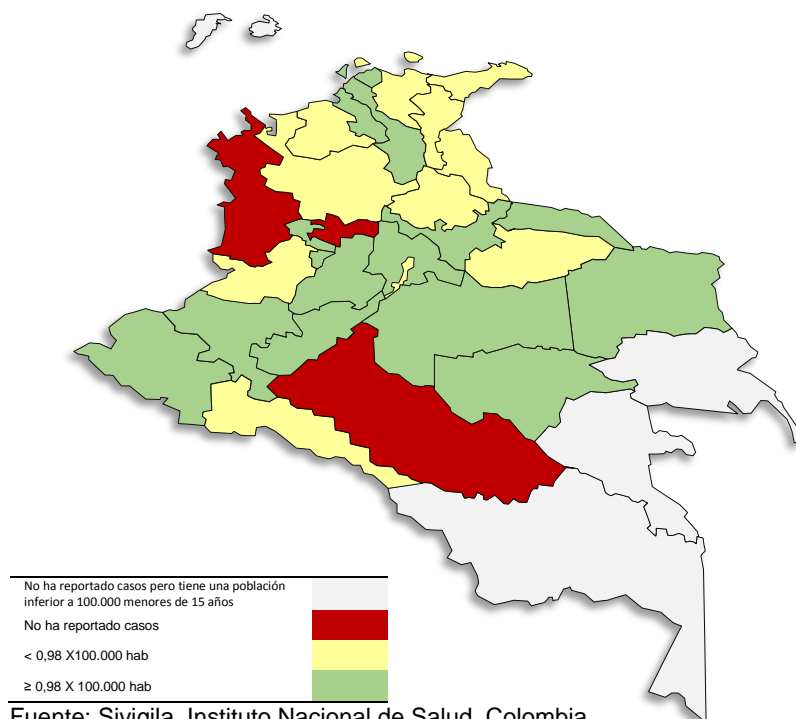 No ha reportado casos pero tiene una población
inferior a 100.000 menores de 15 años
No ha reportado casos
< 0,98 X100.000 hab
≥ 0,98 X 100.000 hab
Fuente: Sivigila, Instituto Nacional de Salud, Colombia